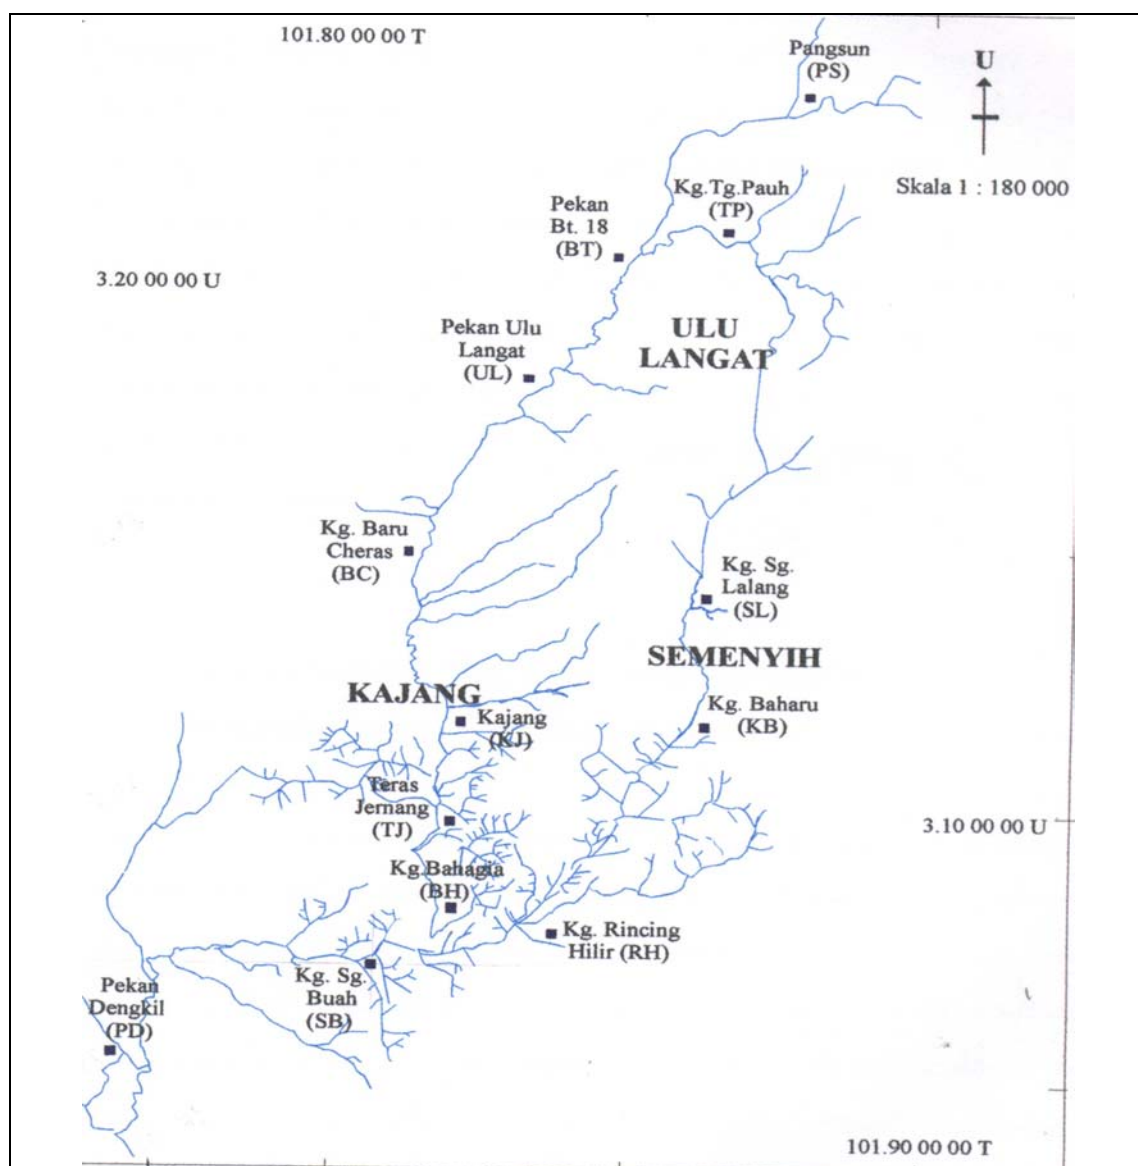 101.80 00 00 T
Pangsun
(PS)
U
Skala 1 : 180 000
Kg.Tg.Pauh
(TP)
Pekan
Bt. 18
(BT)
3.20 00 00 U
ULU
LANGAT
Pekan Ulu
Langat
(UL)
Kg. Baru
Cheras
(BC)
Kg. Sg.
Lalang
(SL)
SEMENYIH
KAJANG
Kg. Baharu
(KB)
Kajang
(KJ)
Teras
Jernang
(TJ)
3.10 00 00 U
Kg.Bahagia
(BH)
Kg. Rincing
Hilir (RH)
Kg. Sg.
Buah
(SB)
Pekan
Dengkil
(PD)
101.90 00 00 T